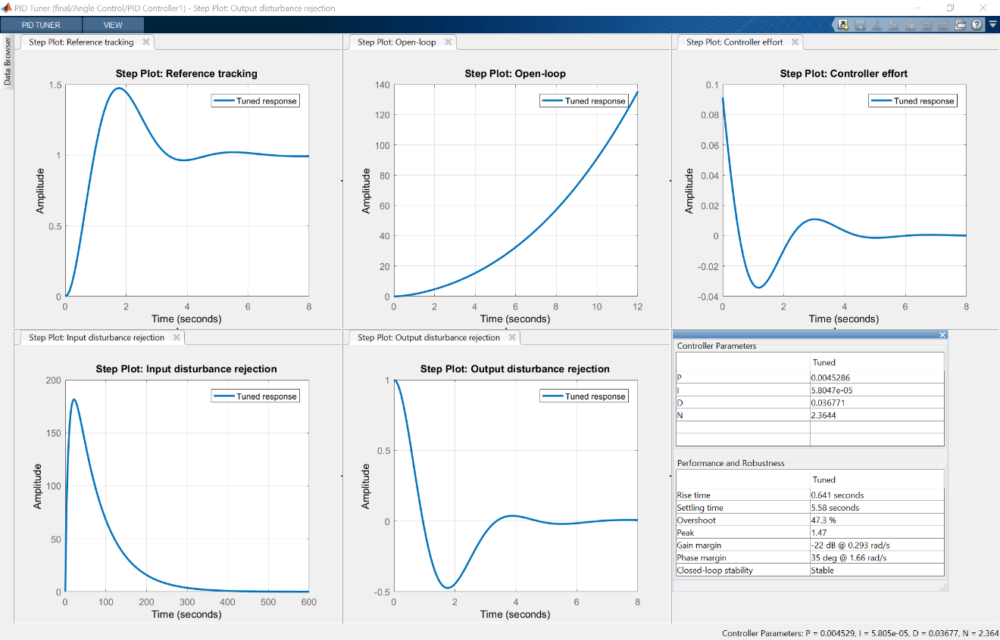 PID Tuner (final/Angle Control/PID Controller1) - Step Plot: Output disturbance rejection
PID TUNER
VIEW
Data Browser
Step Plot: Reference tracking
Step Plot: Open-loop
Step Plot: Controller effort
Step Plot: Reference tracking
Tuned response
1.5
1
0.5
0
Amplitude
0 2 4 6 8
Time (seconds)
Step Plot: Open-loop
Tuned response
140
120
100
80
60
40
20
0
Amplitude
0 2 4 6 8 10 12
Time (seconds)
Step Plot: Controller effort
Tuned response
0.1
0.08
0.06
0.04
0.02
0
-0.02
-0.04
Amplitude
0 2 4 6 8
Time (seconds)
Step Plot: Input disturbance rejection
Step Plot: Output disturbance rejection
Step Plot: Input disturbance rejection
Tuned response
200
150
100
50
0
Amplitude
0 100 200 300 400 500 600
Time (seconds)
Step Plot: Output disturbance rejection
Tuned response
1
0.5
0
-0.5
Amplitude
0 2 4 6 8
Time (seconds)
Controller Parameters
Tuned
P 0.0045286
I 5.8047e-05
D 0.036771
N 2.3644
Performance and Robustness
Tuned
Rise time 0.641 seconds
Settling time 5.58 seconds
Overshoot 47.3 %
Peak 1.47
Gain margin -22 dB @ 0.293 rad/s
Phase margin 35 deg @ 1.66 rad/s
Closed-loop stability Stable
Controller Parameters: P = 0.004529, I = 5.805e-05, D = 0.03677, N = 2.364